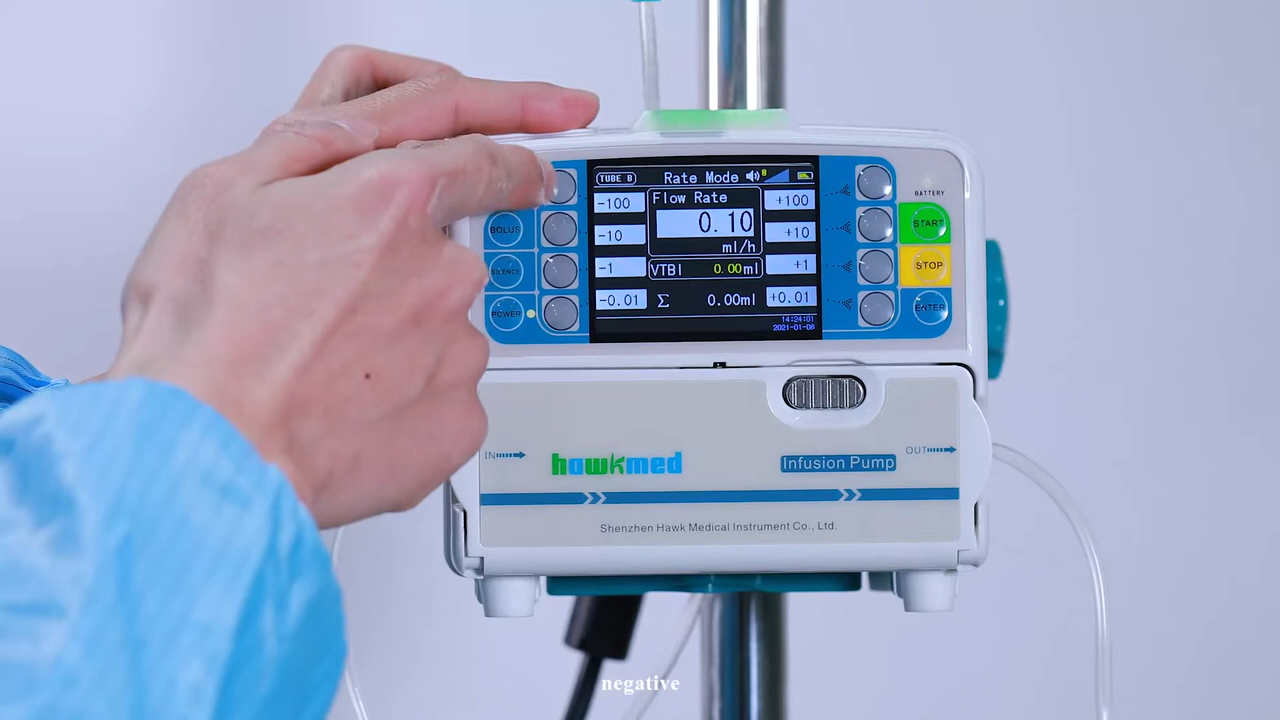 TUBE B Rate Mode 8
BATTERY
-100 Flow Rate +100
0.10
START
BOLUS
-10 ml/h +10
SILENCE
-1 VTBI 0.00ml +1
STOP
POWER
-0.01 Σ 0.00ml +0.01
ENTER
14:24:01
2021-01-08
IN
hawkmed
Infusion Pump
OUT
Shenzhen Hawk Medical Instrument Co., Ltd.
negative